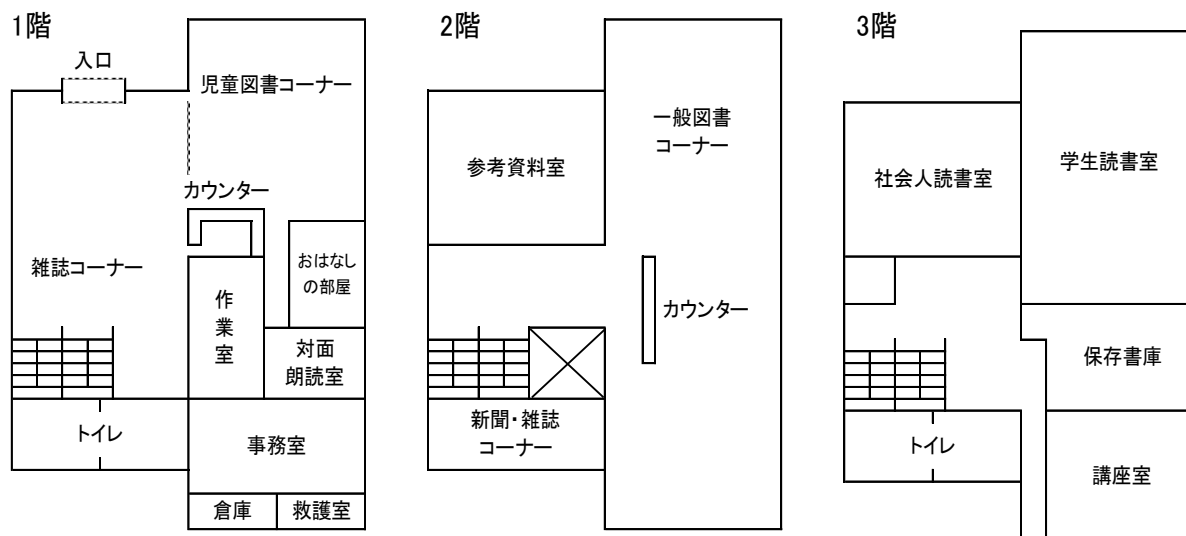 1階
入口
児童図書コーナー
カウンター
雑誌コーナー
おはなし
の部屋
作
業
室
対面
朗読室
トイレ
事務室
倉庫
救護室
2階
一般図書
コーナー
参考資料室
カウンター
新聞・雑誌
コーナー
3階
学生読書室
社会人読書室
保存書庫
トイレ
講座室